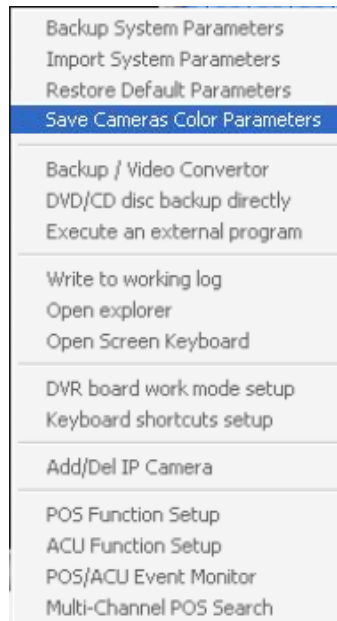 Backup System Parameters
Import System Parameters
Restore Default Parameters
Save Cameras Color Parameters
Backup / Video Convertor
DVD/CD disc backup directly
Execute an external program
Write to working log
Open explorer
Open Screen Keyboard
DVR board work mode setup
Keyboard shortcuts setup
Add/Del IP Camera
POS Function Setup
ACU Function Setup
POS/ACU Event Monitor
Multi-Channel POS Search